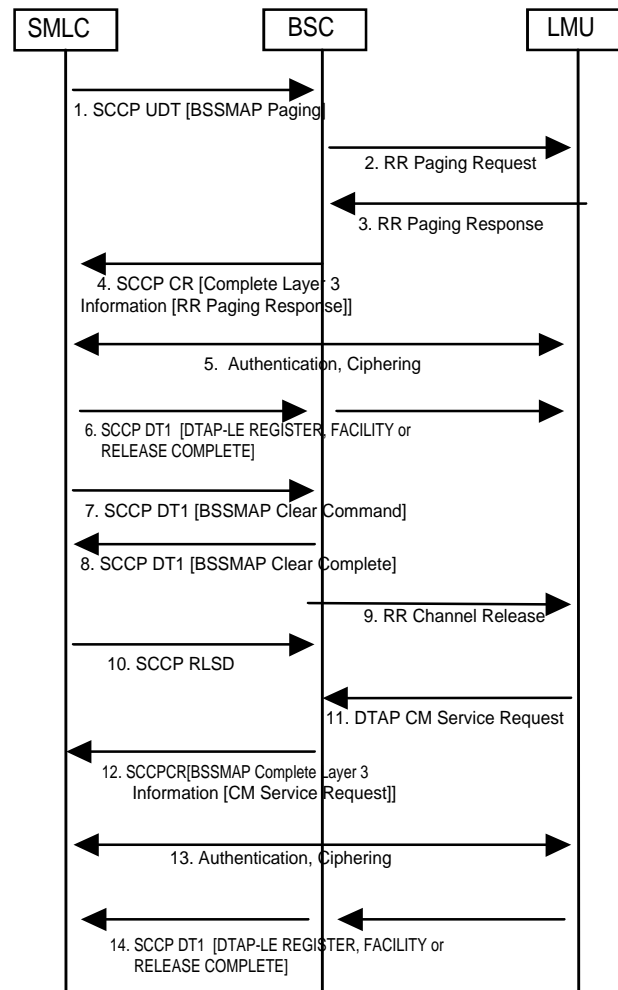 SMLC
BSC
LMU
1. SCCP UDT [BSSMAP Paging]
2. RR Paging Request
3. RR Paging Response
4. SCCP CR [Complete Layer 3
Information [RR Paging Response]]
5. Authentication, Ciphering
6. SCCP DT1 [DTAP-LE REGISTER, FACILITY or
RELEASE COMPLETE]
7. SCCP DT1 [BSSMAP Clear Command]
8. SCCP DT1 [BSSMAP Clear Complete]
9. RR Channel Release
10. SCCP RLSD
11. DTAP CM Service Request
12. SCCPCR[BSSMAP Complete Layer 3
Information [CM Service Request]]
13. Authentication, Ciphering
14. SCCP DT1 [DTAP-LE REGISTER, FACILITY or
RELEASE COMPLETE]